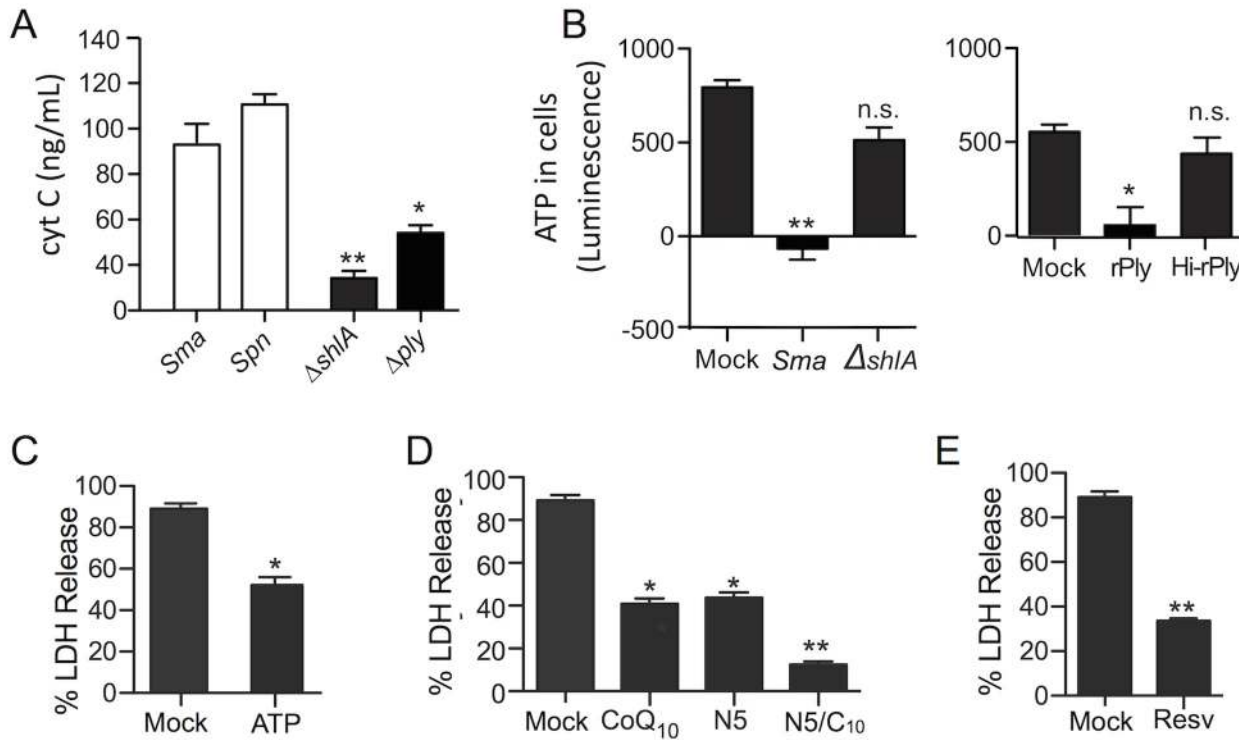 A
cyt C (ng/mL)
140
120
100
80
60
40
20
0
**
*
Sma
Spn
ΔshlA
Δply
B
ATP in cells
(Luminescence)
1000
500
0
-500
**
n.s.
Mock
Sma
ΔshlA
1000
500
0
*
n.s.
Mock
rPly
Hi-rPly
C
% LDH Release
100
80
60
40
20
0
*
Mock
ATP
D
% LDH Release
100
80
60
40
20
0
*
*
**
Mock
CoQ₁₀
N5
N5/C₁₀
E
% LDH Release
100
80
60
40
20
0
**
Mock
Resv